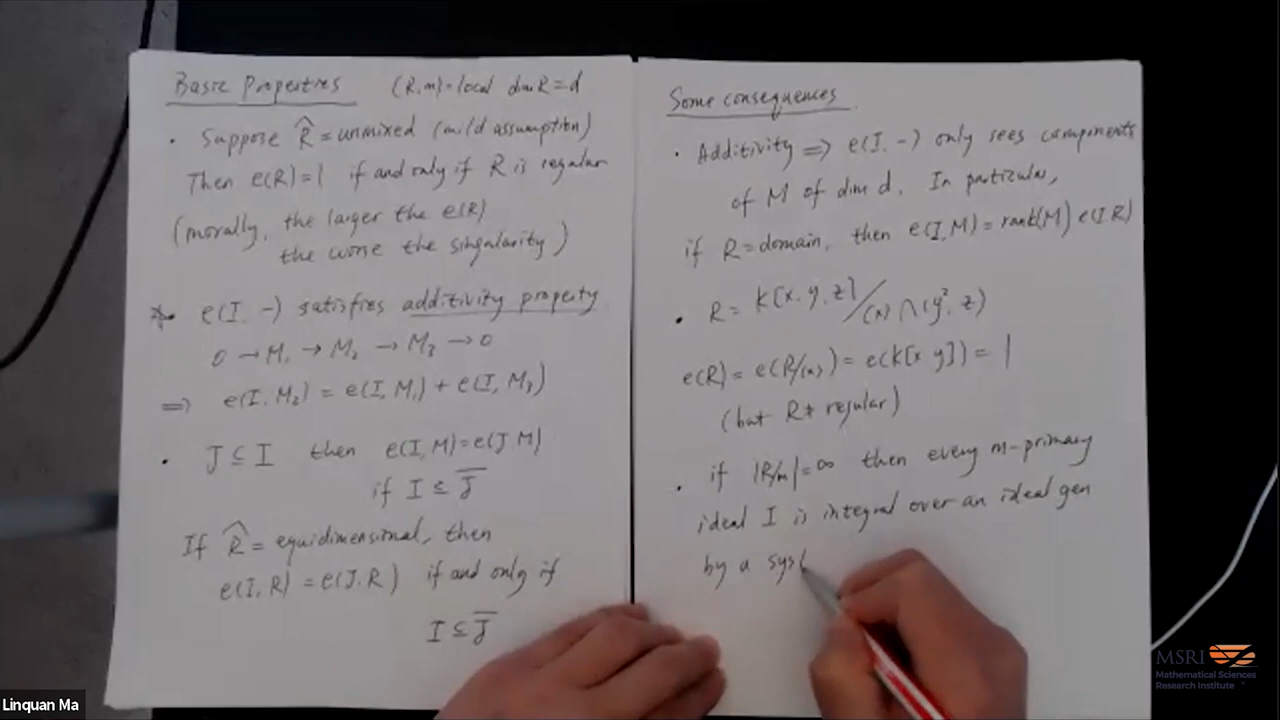 Basic Properties (R,m)=local dim R=d
• Suppose R̂ = unmixed (mild assumption)
Then e(R)=1 if and only if R is regular
(morally, the larger the e(R)
the worse the singularity)
* e(I,-) satisfies additivity property
0 → M₁ → M₂ → M₃ → 0
⟹ e(I,M₂) = e(I,M₁) + e(I,M₃)
• J ⊆ I then e(I,M)=e(J,M)
if I ⊆ J̅
If R̂ = equidimensional, then
e(I,R) = e(J,R) if and only if
I ⊆ J̅
Some consequences
• Additivity ⟹ e(I,-) only sees components
of M of dim d. In particular,
if R=domain, then e(I,M) = rank(M) e(I,R)
• R = k[x,y,z]/(x)∩(y²,z)
e(R) = e(R/(x)) = e(k[x,y]) = 1
(but R≠ regular)
• if |R/m|=∞ then every m-primary
ideal I is integral over an ideal gen
by a syst
Linquan Ma
MSRI
Mathematical Sciences
Research Institute